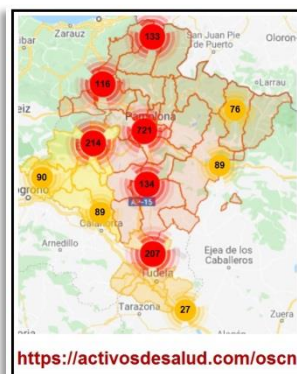 Zarauz
133
San Juan Pie
de Puerto
Oloron-
116
Larrau
76
Pamplona
721
214
89
90
134
89
AP-15
Calahorra
Arnedillo
207
Ejea de los
Caballeros
Tudela
Tarazona
27
https://activosdesalud.com/oscn